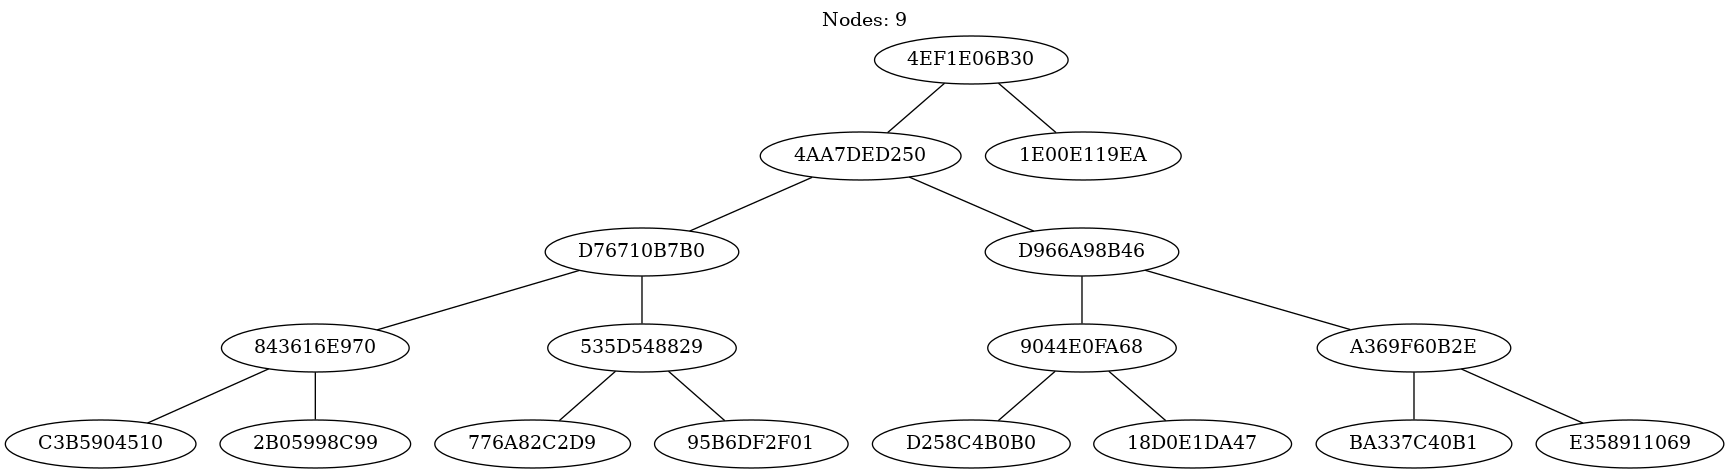 Nodes: 9
4EF1E06B30
4AA7DED250
1E00E119EA
D76710B7B0
D966A98B46
843616E970
535D548829
9044E0FA68
A369F60B2E
C3B5904510
2B05998C99
776A82C2D9
95B6DF2F01
D258C4B0B0
18D0E1DA47
BA337C40B1
E358911069